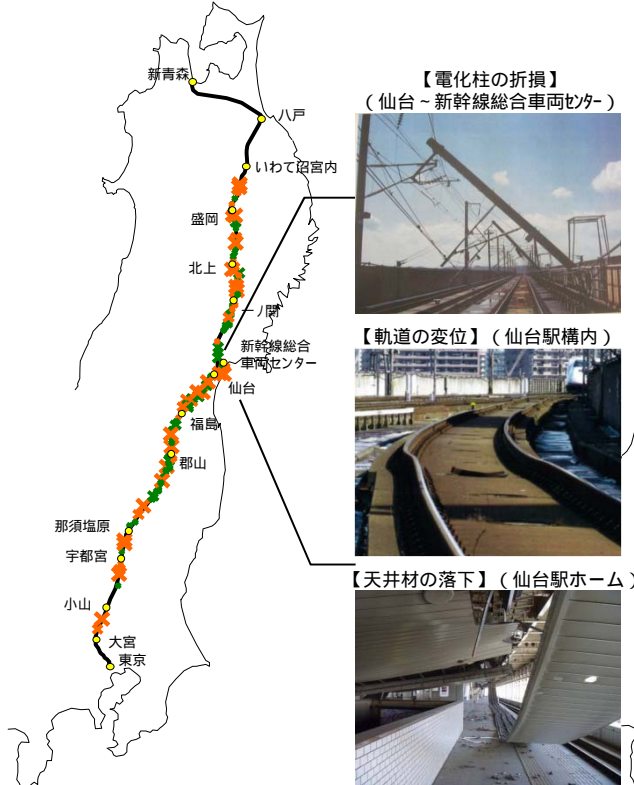 新青森
八戸
いわて沼宮内
盛岡
北上
一ノ関
新幹線総合
車両センター
仙台
福島
郡山
那須塩原
宇都宮
小山
大宮
東京
【電化柱の折損】
（仙台～新幹線総合車両ｾﾝﾀｰ）
【軌道の変位】（仙台駅構内）
【天井材の落下】（仙台駅ホーム）